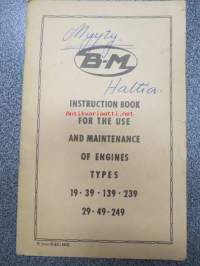 Myyty
B-M
Haltia
INSTRUCTION BOOK
FOR THE USE
AND MAINTENANCE
OF ENGINES
TYPES
19 · 39 · 139 · 239
29 · 49 · 249